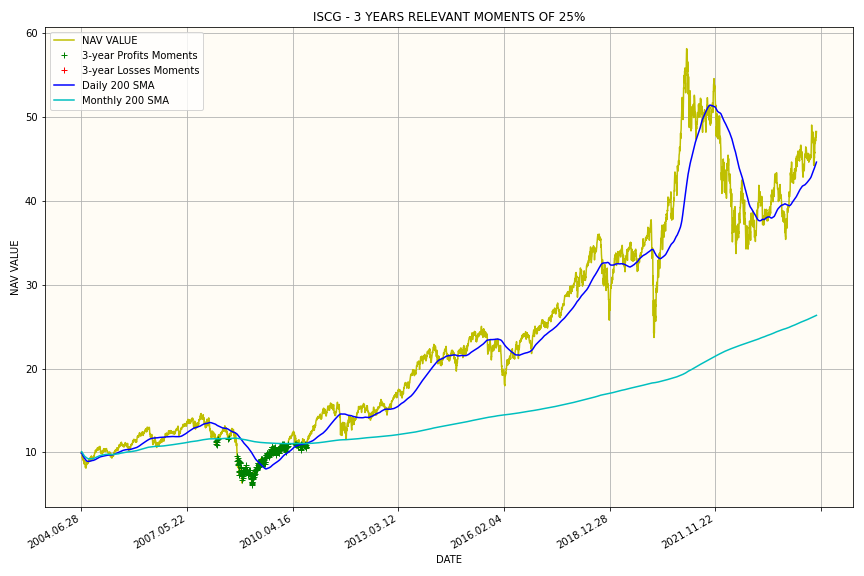 ISCG - 3 YEARS RELEVANT MOMENTS OF 25%
NAV VALUE
3-year Profits Moments
3-year Losses Moments
Daily 200 SMA
Monthly 200 SMA
60
50
40
30
20
10
NAV VALUE
2004.06.28
2007.05.22
2010.04.16
2013.03.12
2016.02.04
2018.12.28
2021.11.22
DATE